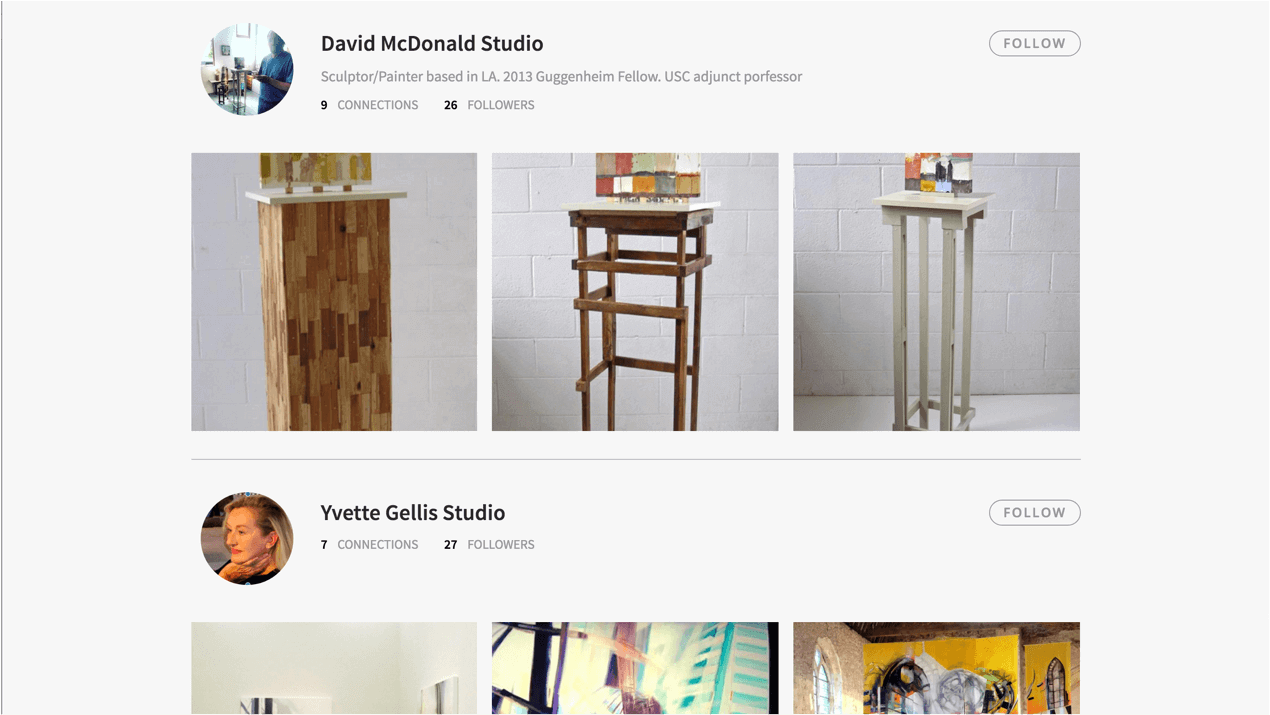 David McDonald Studio
FOLLOW
Sculptor/Painter based in LA. 2013 Guggenheim Fellow. USC adjunct porfessor
9 CONNECTIONS 26 FOLLOWERS
Yvette Gellis Studio
FOLLOW
7 CONNECTIONS 27 FOLLOWERS